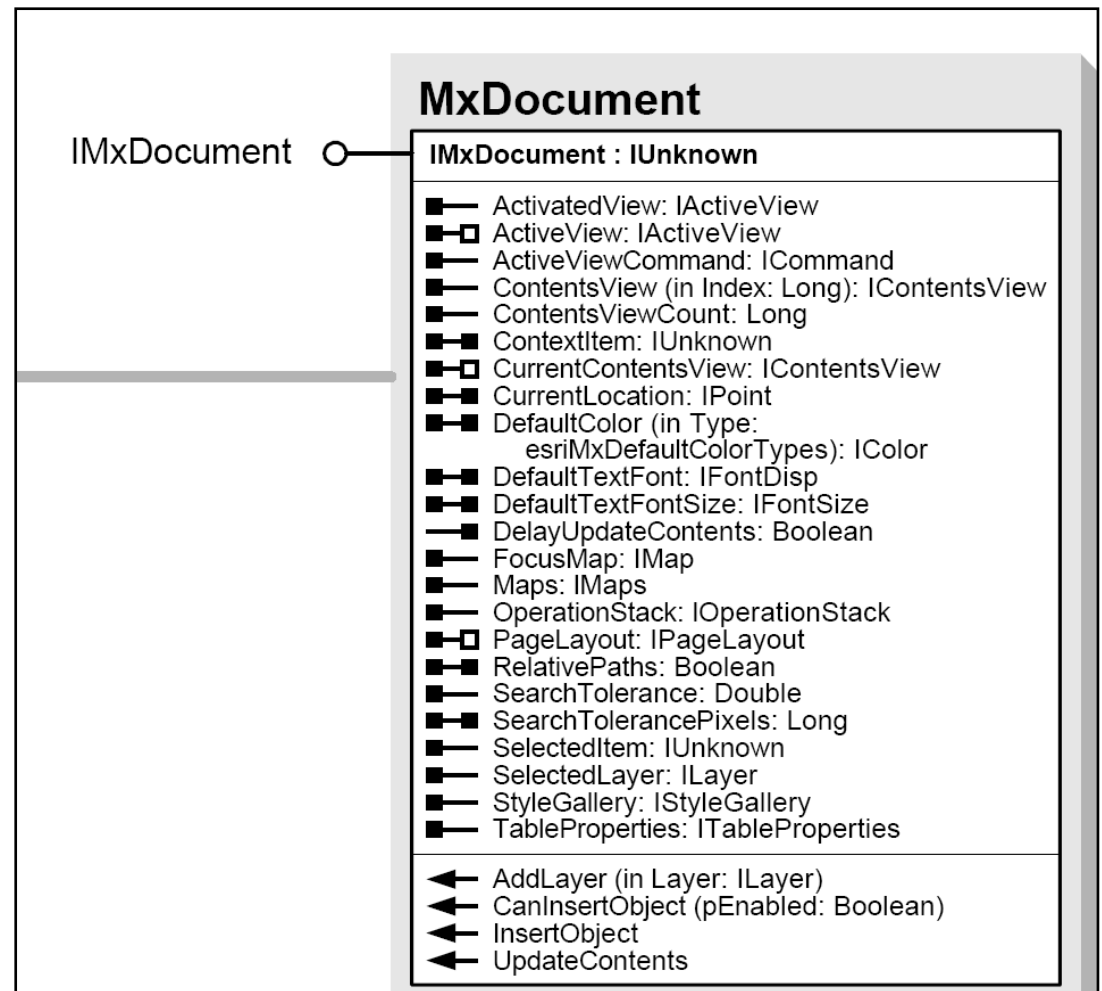 MxDocument
IMxDocument
IMxDocument : IUnknown
ActivatedView: IActiveView
ActiveView: IActiveView
ActiveViewCommand: ICommand
ContentsView (in Index: Long): IContentsView
ContentsViewCount: Long
ContextItem: IUnknown
CurrentContentsView: IContentsView
CurrentLocation: IPoint
DefaultColor (in Type:
esriMxDefaultColorTypes): IColor
DefaultTextFont: IFontDisp
DefaultTextFontSize: IFontSize
DelayUpdateContents: Boolean
FocusMap: IMap
Maps: IMaps
OperationStack: IOperationStack
PageLayout: IPageLayout
RelativePaths: Boolean
SearchTolerance: Double
SearchTolerancePixels: Long
SelectedItem: IUnknown
SelectedLayer: ILayer
StyleGallery: IStyleGallery
TableProperties: ITableProperties
AddLayer (in Layer: ILayer)
CanInsertObject (pEnabled: Boolean)
InsertObject
UpdateContents